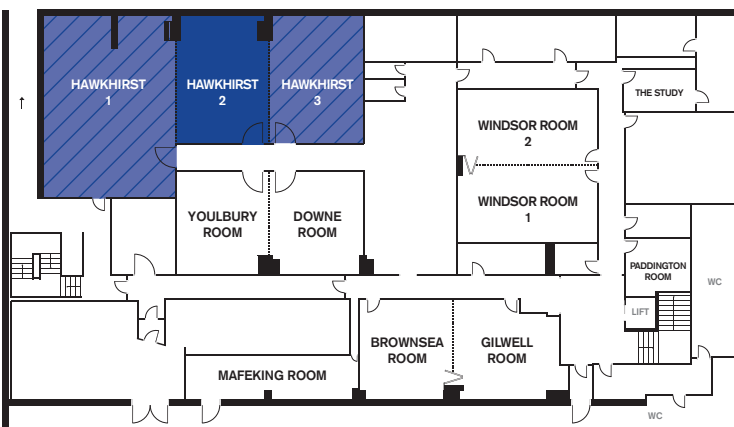 HAWKHIRST
1
HAWKHIRST
2
HAWKHIRST
3
THE STUDY
WINDSOR ROOM
2
WINDSOR ROOM
1
YOULBURY
ROOM
DOWNE
ROOM
PADDINGTON
ROOM
WC
LIFT
BROWNSEA
ROOM
GILWELL
ROOM
MAFEKING ROOM
WC